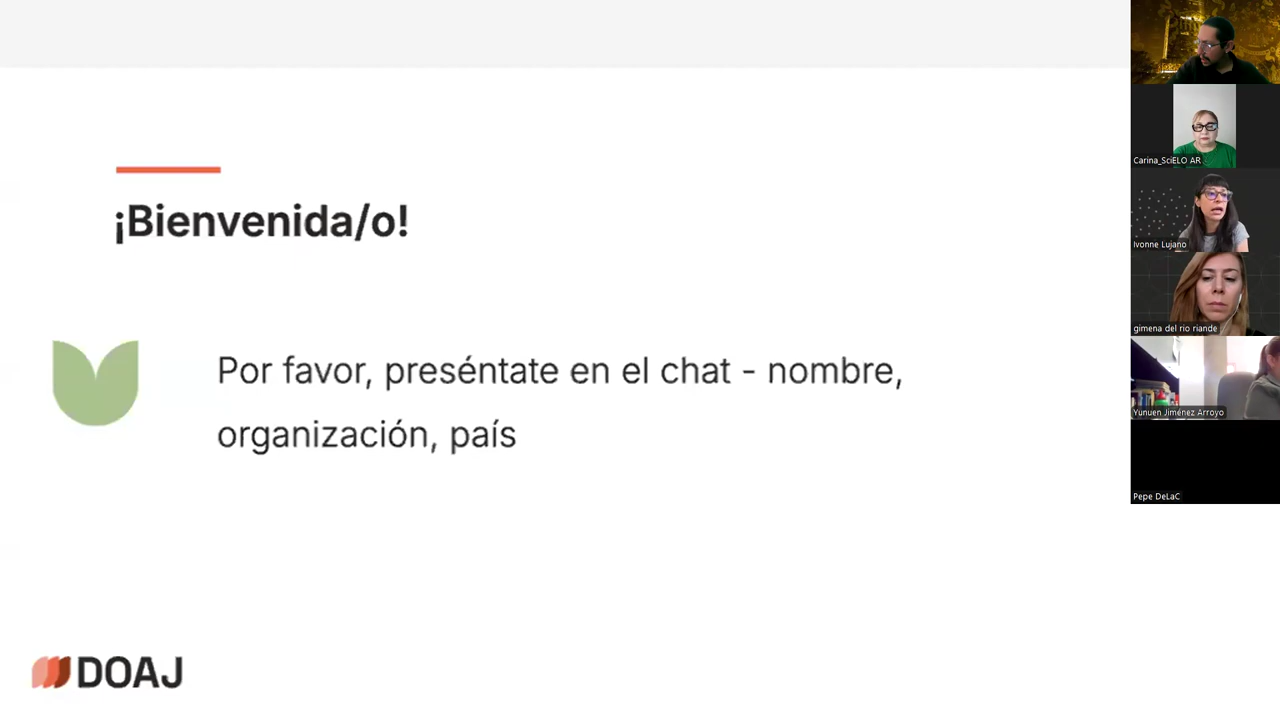 ¡Bienvenida/o!
Por favor, preséntate en el chat - nombre,
organización, país
DOAJ
Carina_SciELO AR
Ivonne Lujano
gimena del rio riande
Yunuen Jiménez Arroyo
Pepe DeLaC